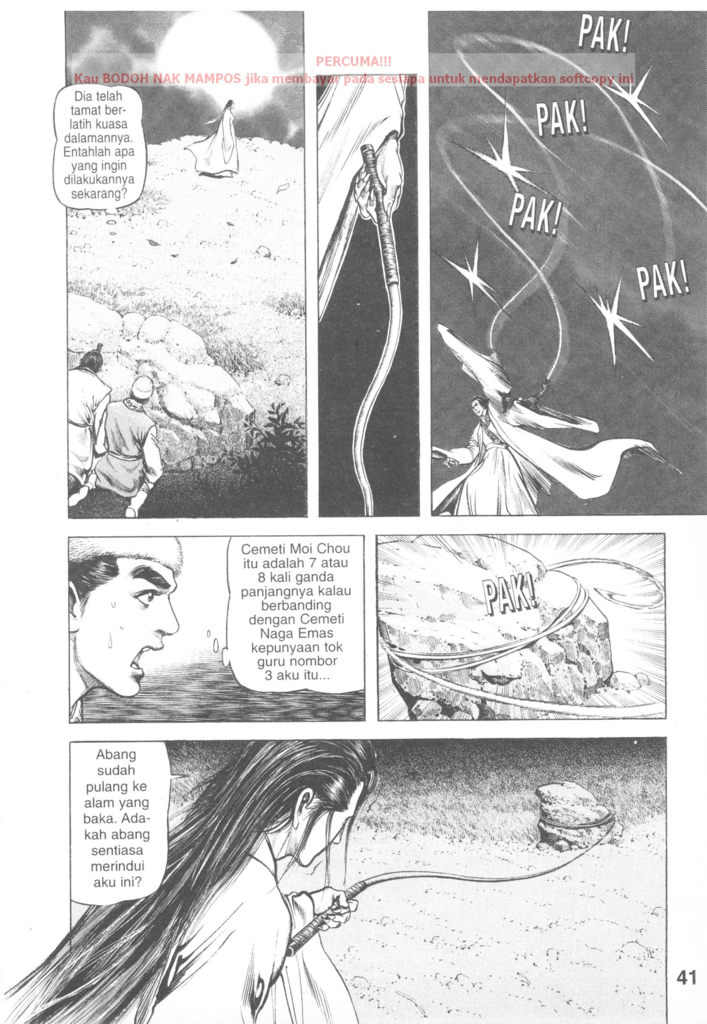 PERCUMA!!!
Kau BODOH NAK MAMPOS jika membayar pada sesiapa untuk mendapatkan softcopy ini
Dia telah
tamat ber-
latih kuasa
dalamannya.
Entahlah apa
yang ingin
dilakukannya
sekarang?
PAK!
PAK!
PAK!
PAK!
Cemeti Moi Chou
itu adalah 7 atau
8 kali ganda
panjangnya kalau
berbanding
dengan Cemeti
Naga Emas
kepunyaan tok
guru nombor
3 aku itu...
PAK!
Abang
sudah
pulang ke
alam yang
baka. Ada-
kah abang
sentiasa
merindui
aku ini?
41